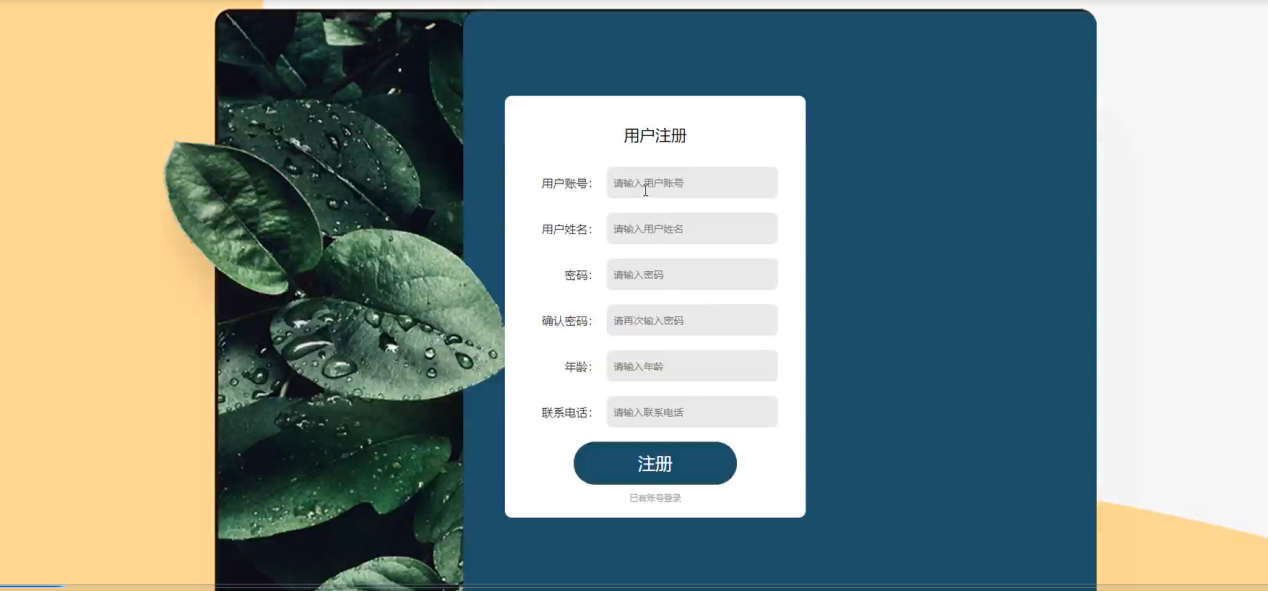 用户注册
用户账号： 请输入用户账号
用户姓名： 请输入用户姓名
密码： 请输入密码
确认密码： 请再次输入密码
年龄： 请输入年龄
联系电话： 请输入联系电话
注册
已有账号登录